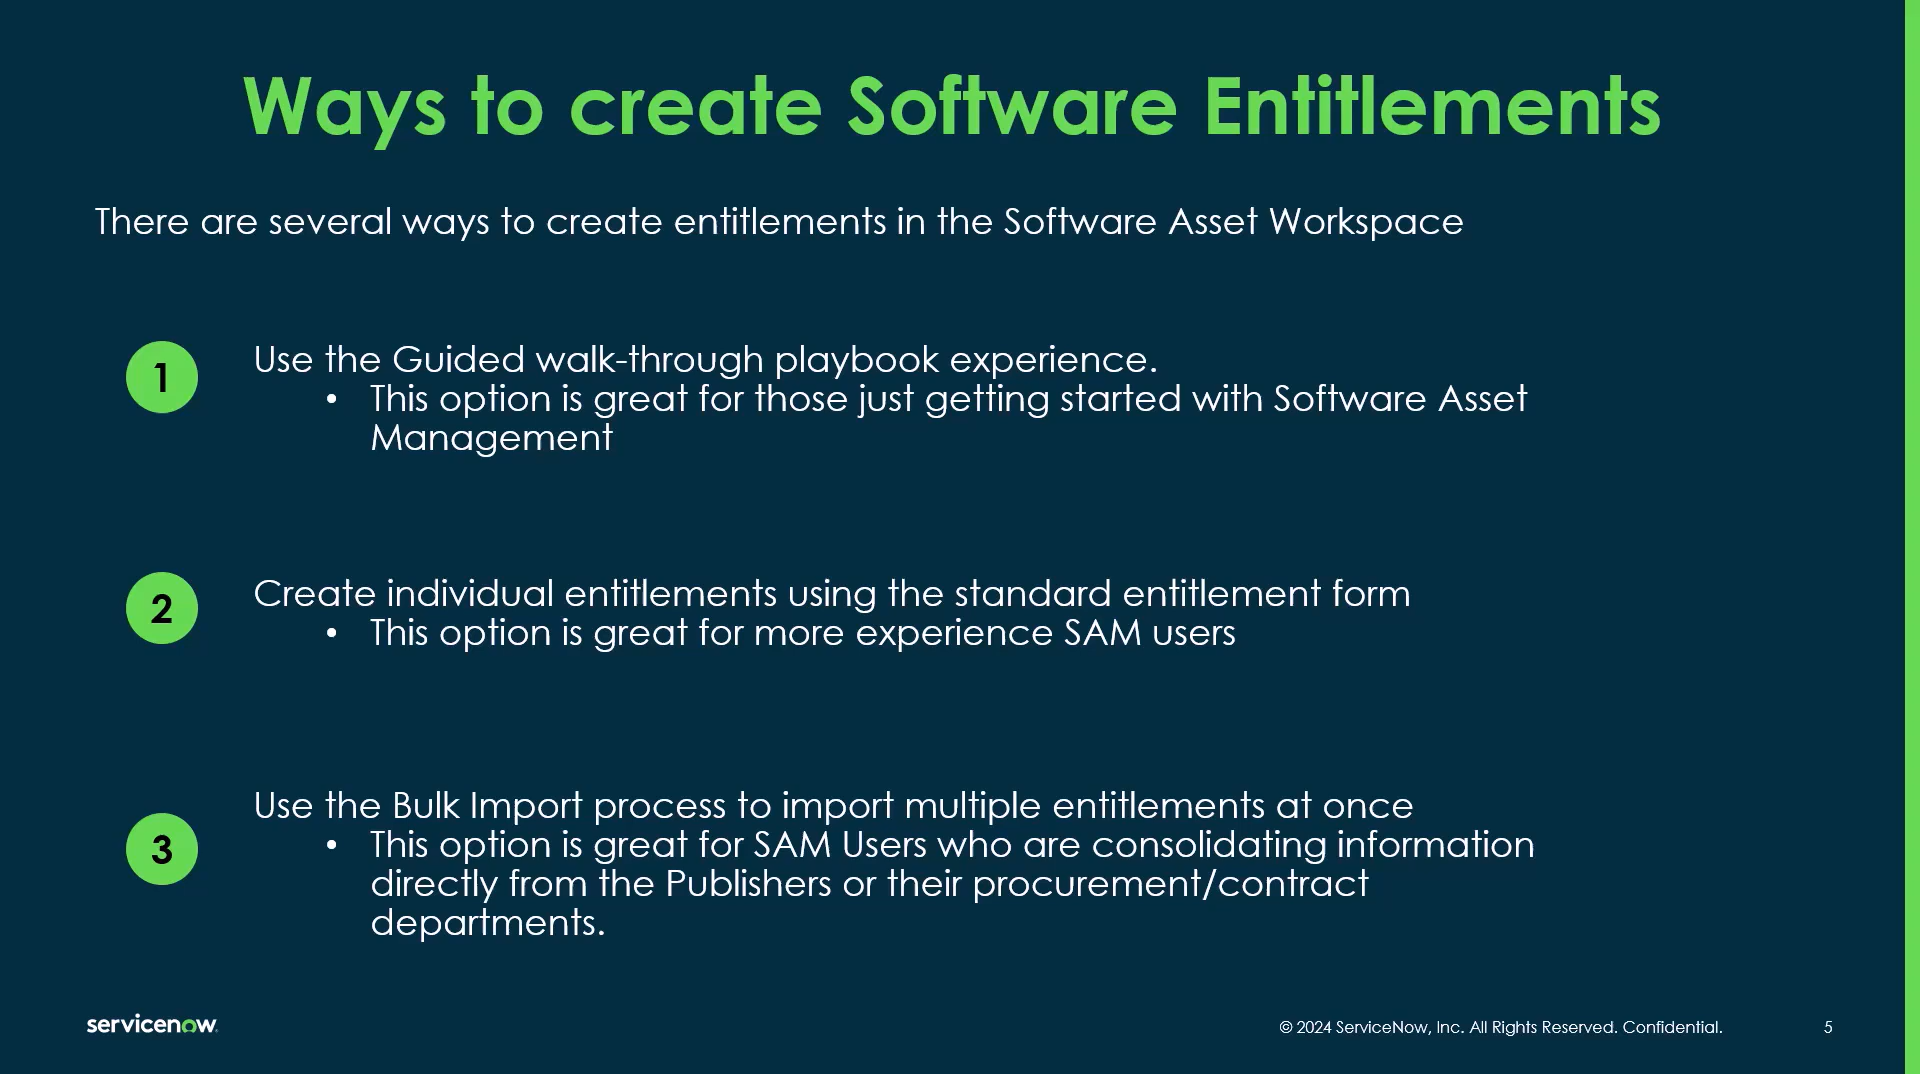 Ways to create Software Entitlements
There are several ways to create entitlements in the Software Asset Workspace
1
Use the Guided walk-through playbook experience.
• This option is great for those just getting started with Software Asset
Management
2
Create individual entitlements using the standard entitlement form
• This option is great for more experience SAM users
3
Use the Bulk Import process to import multiple entitlements at once
• This option is great for SAM Users who are consolidating information
directly from the Publishers or their procurement/contract
departments.
servicenow
© 2024 ServiceNow, Inc. All Rights Reserved. Confidential.
5